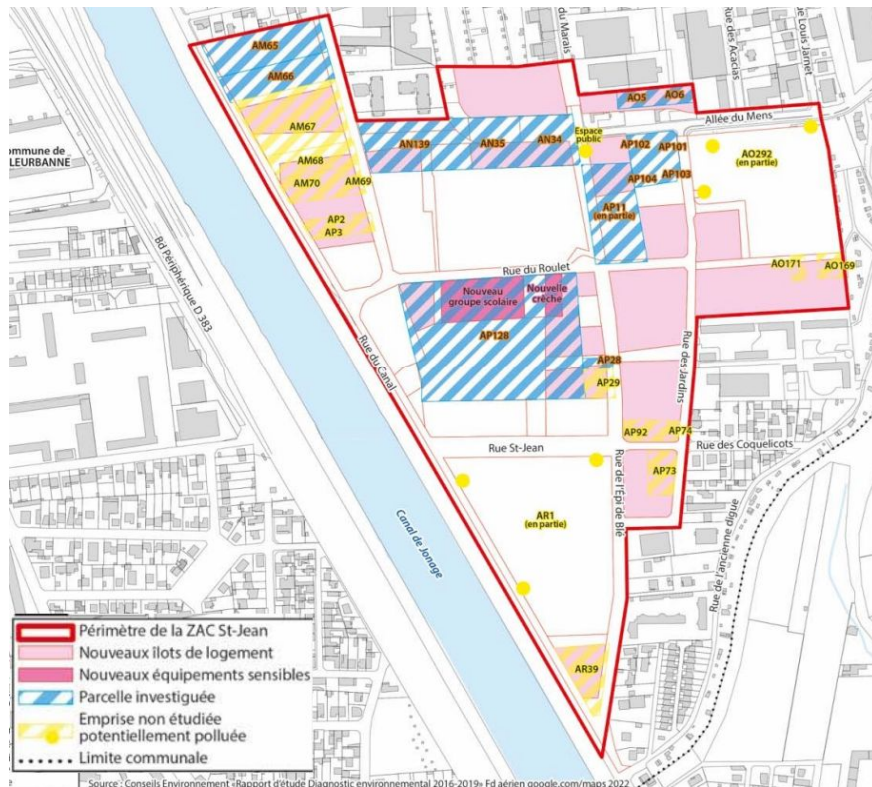 du Marais
Rue des Acacias
Rue Louis Jarnet
AM65
AM66
AO5
AO6
Allée du Mens
AM67
AN139
AN35
AN34
Espace
public
AP102
AP101
AO292
(en partie)
ommune de
LEURBANNE
AM68
AM70
AM69
AP104
AP103
AP2
AP3
AP11
(en partie)
Bd Périphérique D 383
Rue du Roulet
AO171
AO169
Nouveau
groupe scolaire
Nouvelle
crèche
AP128
Rue du Canal
AP28
AP29
Rue des Jardins
AP92
AP74
Rue St-Jean
Rue des Coquelicots
AP73
Rue de l'Épi de Blé
AR1
(en partie)
Canal de Jonage
Rue de l'ancienne digue
AR39
Périmètre de la ZAC St-Jean
Nouveaux îlots de logement
Nouveaux équipements sensibles
Parcelle investiguée
Emprise non étudiée
potentiellement polluée
Limite communale
Source : Conseils Environnement «Rapport d'étude Diagnostic environnemental 2016-2019» Fd aérien google.com/maps 2022